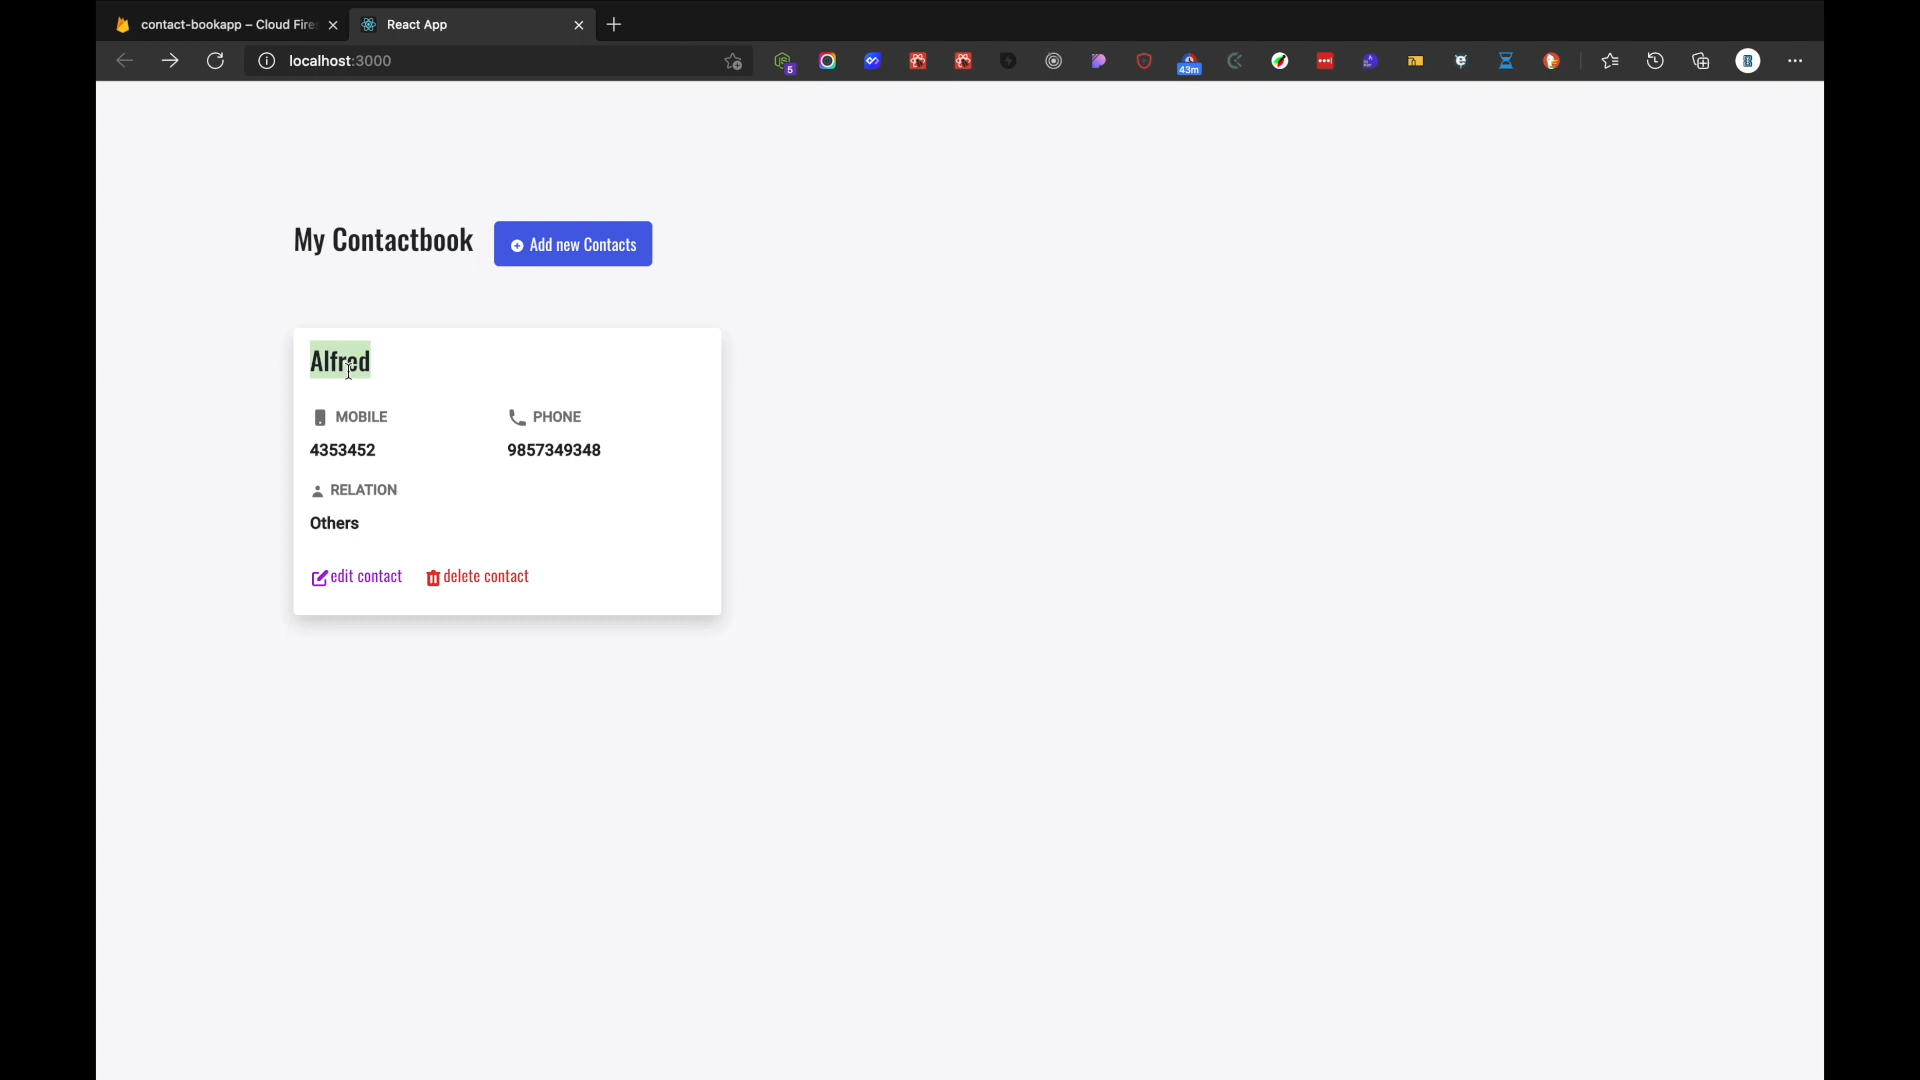 contact-bookapp – Cloud Fire
React App
localhost:3000
5
43m
My Contactbook
Add new Contacts
Alfred
MOBILE
PHONE
4353452
9857349348
RELATION
Others
edit contact
delete contact